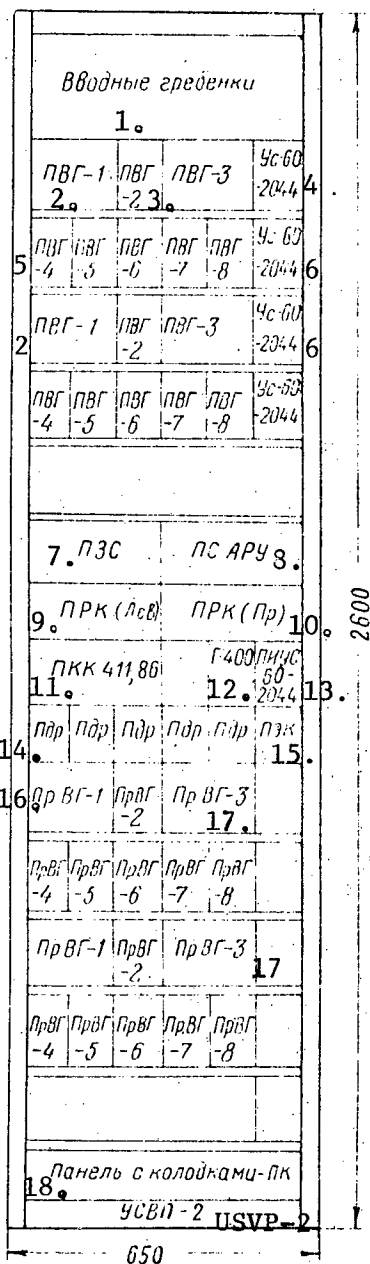 Вводные гребенки
1.
ПВГ-1 ПВГ -2 ПВГ-3 Ус-60 -2044
2. 3. 4
ПВГ -4 ПВГ -5 ПВГ -6 ПВГ -7 ПВГ -8 Ус-60 -2044
5 6
ПВГ-1 ПВГ -2 ПВГ-3 Ус-60 -2044
2 6
ПВГ -4 ПВГ -5 ПВГ -6 ПВГ -7 ПВГ -8 Ус-60 -2044
7. ПЗС ПС АРУ 8.
9. ПРК (АсВ) ПРК (Пр) 10.
ПКК 411,86 Г-400 ПИУС 60- 2044
11. 12. 13.
Пдр Пдр Пдр Пдр Пдр ПЭК
14. 15.
16. Пр ВГ-1 ПрВГ -2 Пр ВГ-3
17.
ПрВГ -4 ПрВГ -5 ПрВГ -6 ПрВГ -7 ПрВГ -8
Пр ВГ-1 ПрВГ -2 Пр ВГ-3
17
ПрВГ -4 ПрВГ -5 ПрВГ -6 ПрВГ -7 ПрВГ -8
Панель с колодками-ПК
18.
УСВП-2 USVP-2
650
2600